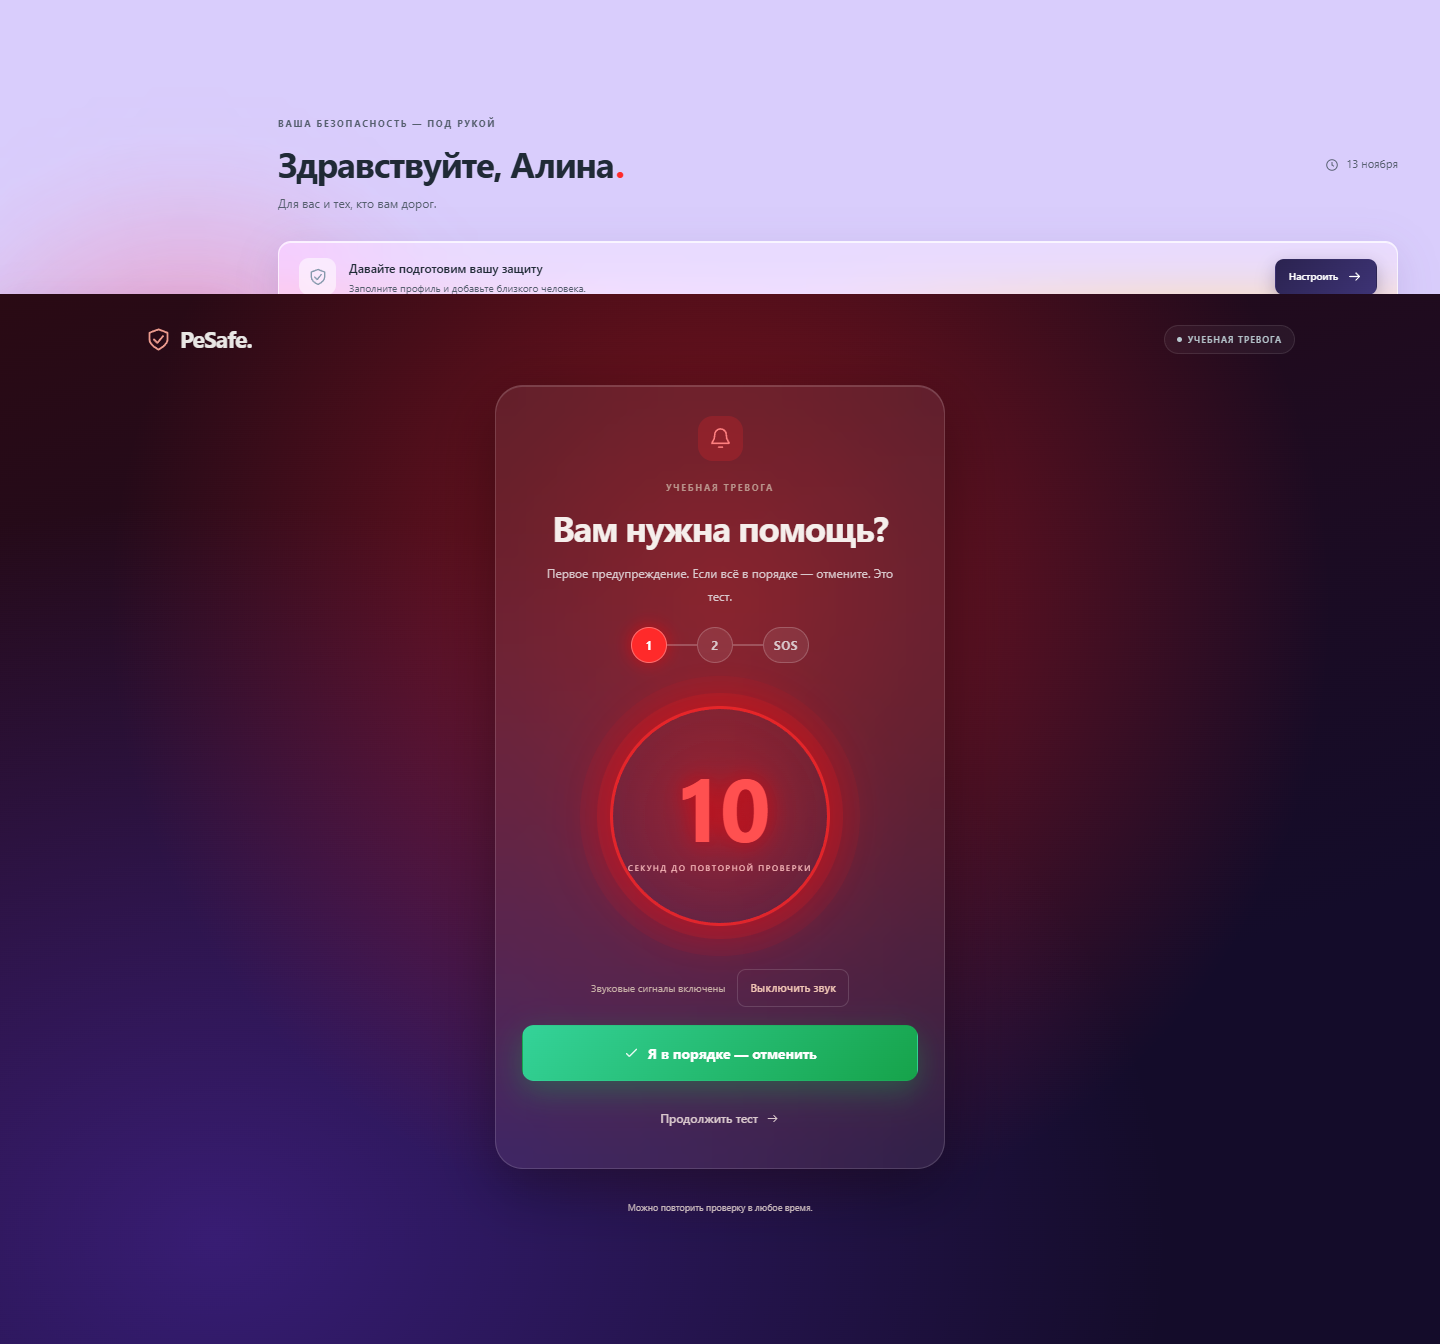 ВАША БЕЗОПАСНОСТЬ — ПОД РУКОЙ
Здравствуйте, Алина.
13 ноября
Для вас и тех, кто вам дорог.
Давайте подготовим вашу защиту
Заполните профиль и добавьте близкого человека.
Настроить
PeSafe.
УЧЕБНАЯ ТРЕВОГА
УЧЕБНАЯ ТРЕВОГА
Вам нужна помощь?
Первое предупреждение. Если всё в порядке — отмените. Это
тест.
1
2
SOS
10
СЕКУНД ДО ПОВТОРНОЙ ПРОВЕРКИ
Звуковые сигналы включены
Выключить звук
Я в порядке — отменить
Продолжить тест
Можно повторить проверку в любое время.